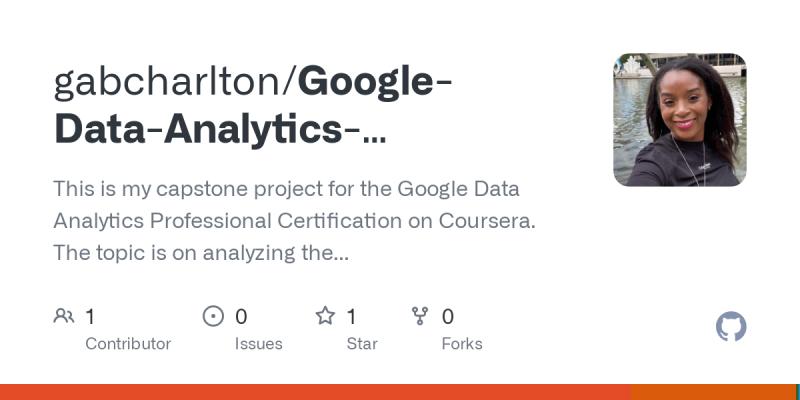 gabcharlton/Google-
Data-Analytics-...
This is my capstone project for the Google Data
Analytics Professional Certification on Coursera.
The topic is on analyzing the...
1
Contributor
0
Issues
1
Star
0
Forks